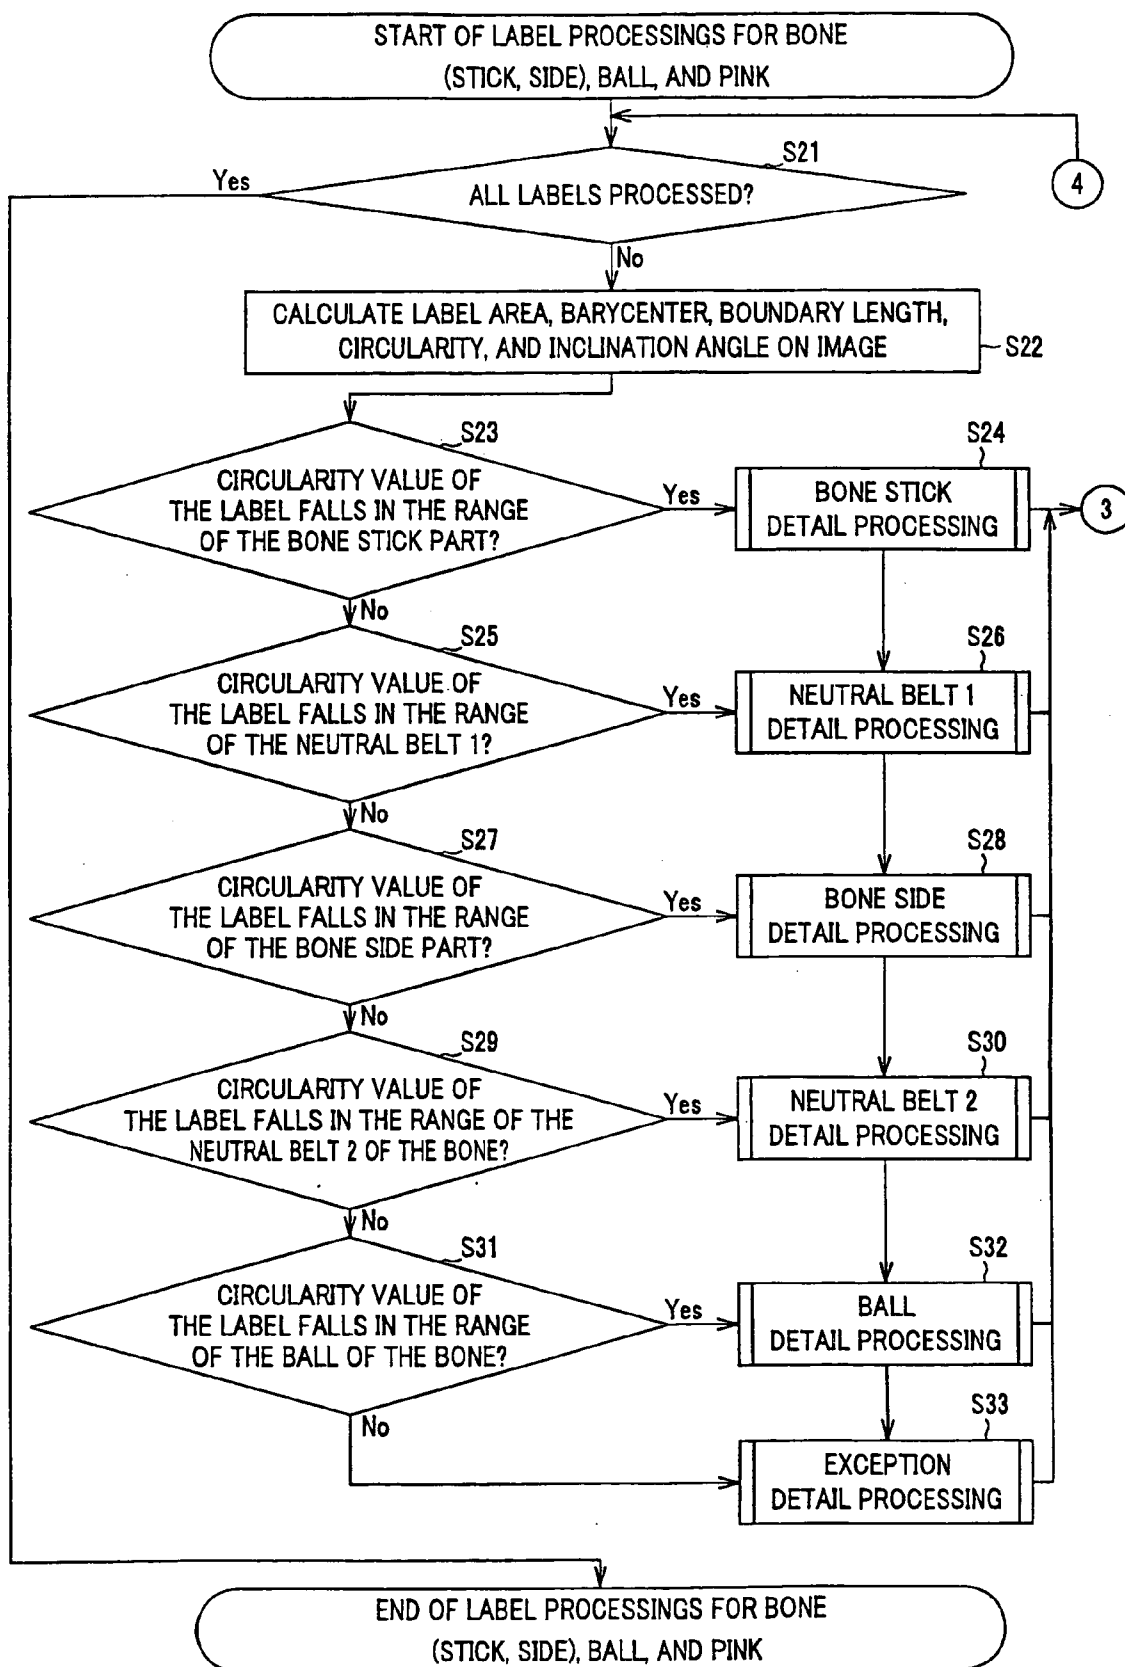 START OF LABEL PROCESSINGS FOR BONE
(STICK, SIDE), BALL, AND PINK
S21
Yes
ALL LABELS PROCESSED?
4
No
CALCULATE LABEL AREA, BARYCENTER, BOUNDARY LENGTH,
CIRCULARITY, AND INCLINATION ANGLE ON IMAGE
S22
S23
CIRCULARITY VALUE OF
THE LABEL FALLS IN THE RANGE
OF THE BONE STICK PART?
Yes
S24
BONE STICK
DETAIL PROCESSING
3
No
S25
CIRCULARITY VALUE OF
THE LABEL FALLS IN THE RANGE
OF THE NEUTRAL BELT 1?
Yes
S26
NEUTRAL BELT 1
DETAIL PROCESSING
No
S27
CIRCULARITY VALUE OF
THE LABEL FALLS IN THE RANGE
OF THE BONE SIDE PART?
Yes
S28
BONE SIDE
DETAIL PROCESSING
No
S29
CIRCULARITY VALUE OF
THE LABEL FALLS IN THE RANGE OF THE
NEUTRAL BELT 2 OF THE BONE?
Yes
S30
NEUTRAL BELT 2
DETAIL PROCESSING
No
S31
CIRCULARITY VALUE OF
THE LABEL FALLS IN THE RANGE
OF THE BALL OF THE BONE?
Yes
S32
BALL
DETAIL PROCESSING
No
S33
EXCEPTION
DETAIL PROCESSING
END OF LABEL PROCESSINGS FOR BONE
(STICK, SIDE), BALL, AND PINK